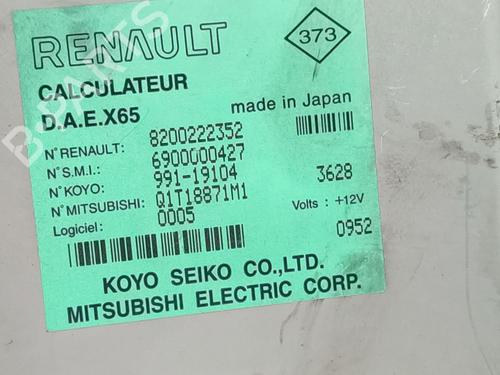 RENAULT
373
CALCULATEUR
D.A.E.X65
made in Japan
N° RENAULT: 8200222352
N° S.M.I.: 6900000427
N° KOYO: 991-19104
3628
N° MITSUBISHI: Q1T18871M1
Volts : +12V
Logiciel : 0005
0952
KOYO SEIKO CO.,LTD.
MITSUBISHI ELECTRIC CORP.
B-PARTS